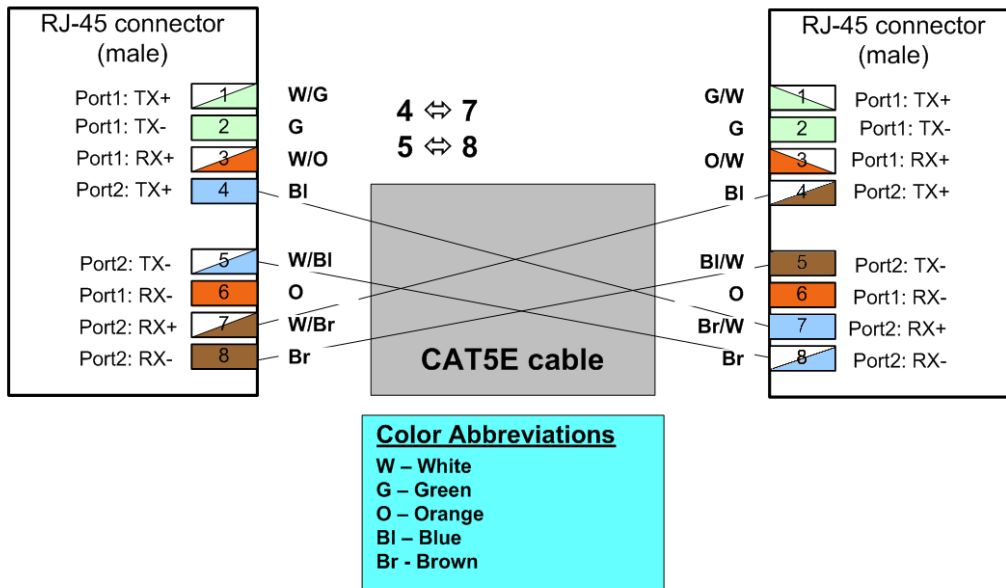 RJ-45 connector
(male)
Port1: TX+ 1 W/G
Port1: TX- 2 G
Port1: RX+ 3 W/O
Port2: TX+ 4 Bl
Port2: TX- 5 W/Bl
Port1: RX- 6 O
Port2: RX+ 7 W/Br
Port2: RX- 8 Br
4 ⇔ 7
5 ⇔ 8
CAT5E cable
RJ-45 connector
(male)
G/W 1 Port1: TX+
G 2 Port1: TX-
O/W 3 Port1: RX+
Bl 4 Port2: TX+
Bl/W 5 Port2: TX-
O 6 Port1: RX-
Br/W 7 Port2: RX+
Br 8 Port2: RX-
Color Abbreviations
W – White
G – Green
O – Orange
Bl – Blue
Br - Brown